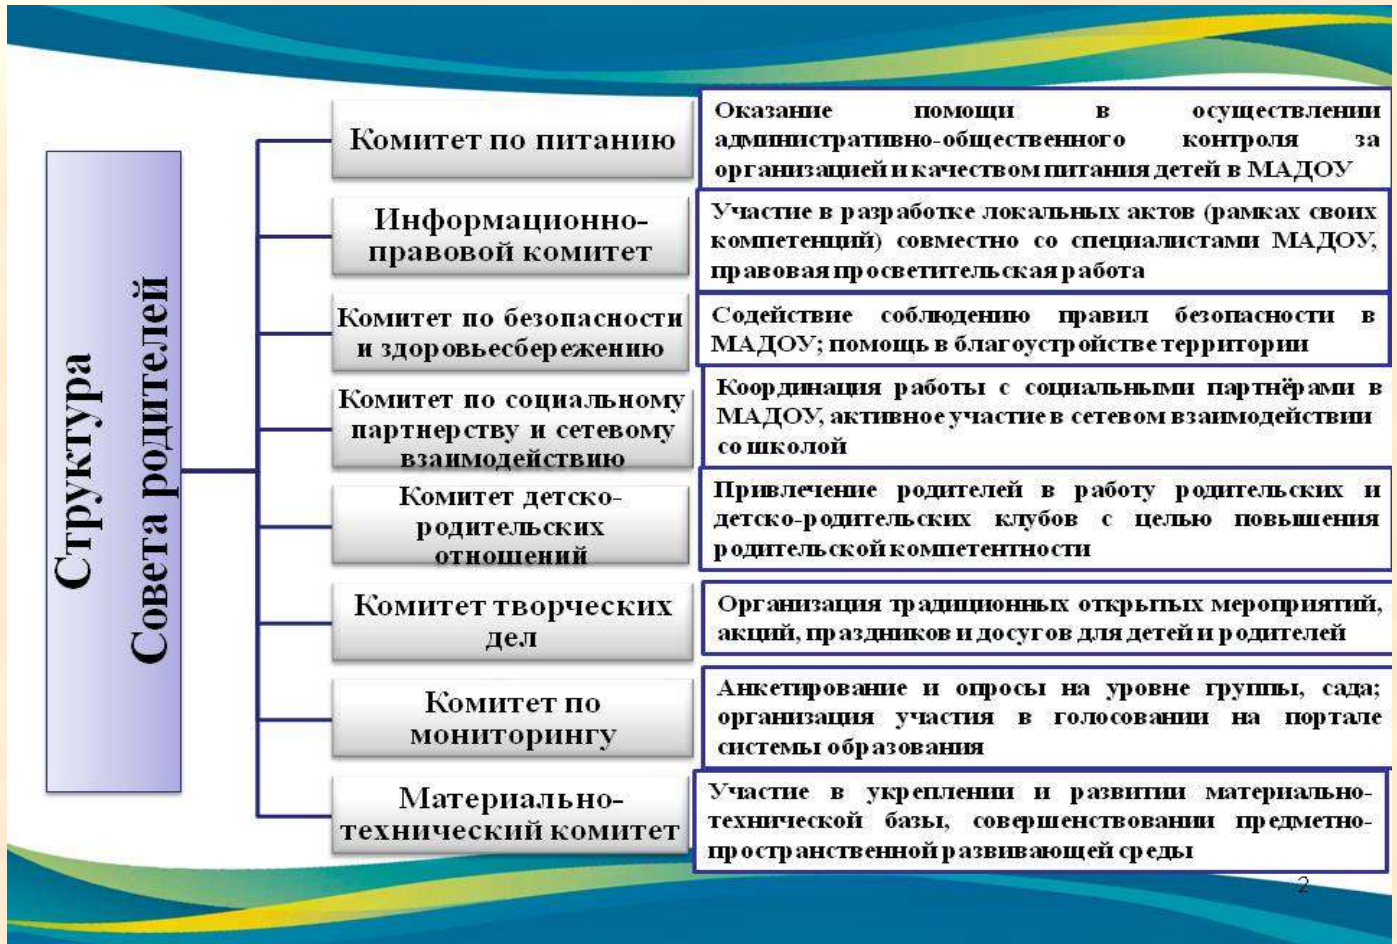 Структура
Совета родителей
Комитет по питанию
Оказание помощи в осуществлении
административно-общественного контроля за
организацией и качеством питания детей в МАДОУ
Информационно-
правовой комитет
Участие в разработке локальных актов (рамках своих
компетенций) совместно со специалистами МАДОУ,
правовая просветительская работа
Комитет по безопасности
и здоровьесбережению
Содействие соблюдению правил безопасности в
МАДОУ; помощь в благоустройстве территории
Комитет по социальному
партнерству и сетевому
взаимодействию
Координация работы с социальными партнёрами в
МАДОУ, активное участие в сетевом взаимодействии
со школой
Комитет детско-
родительских
отношений
Привлечение родителей в работу родительских и
детско-родительских клубов с целью повышения
родительской компетентности
Комитет творческих
дел
Организация традиционных открытых мероприятий,
акций, праздников и досугов для детей и родителей
Комитет по
мониторингу
Анкетирование и опросы на уровне группы, сада;
организация участия в голосовании на портале
системы образования
Материально-
технический комитет
Участие в укреплении и развитии материально-
технической базы, совершенствовании предметно-
пространственной развивающей среды
2